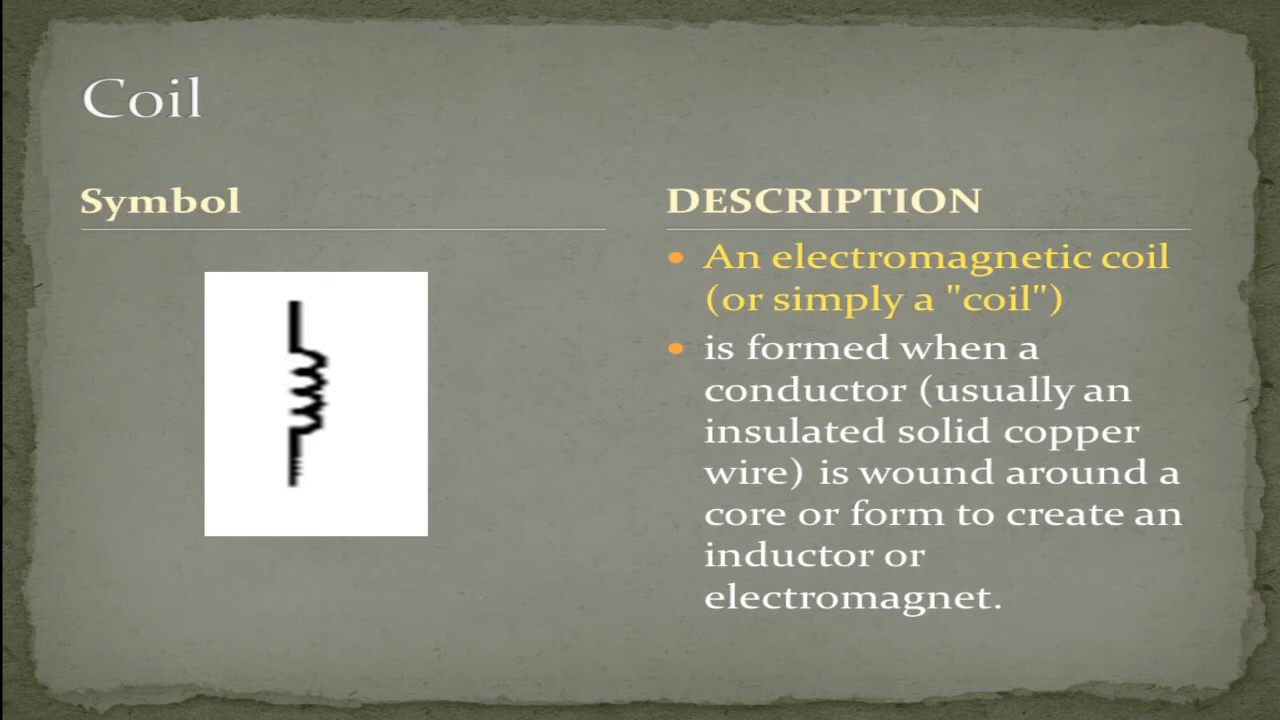 Coil
Symbol
DESCRIPTION
• An electromagnetic coil
(or simply a "coil")
• is formed when a
conductor (usually an
insulated solid copper
wire) is wound around a
core or form to create an
inductor or
electromagnet.